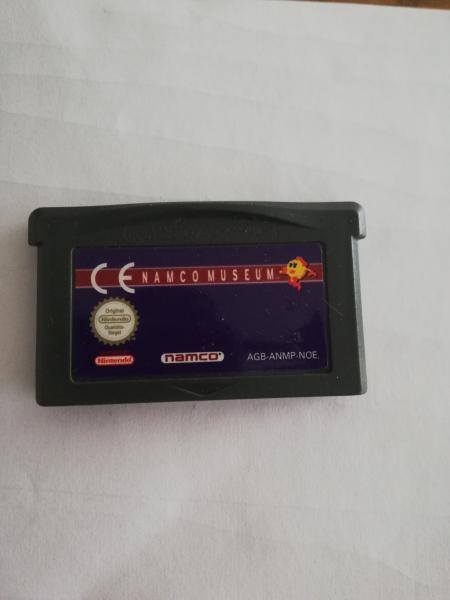 CE NAMCO MUSEUM
Original
Nintendo
Qualitäts-
Siegel
Nintendo
namco
AGB-ANMP-NOE